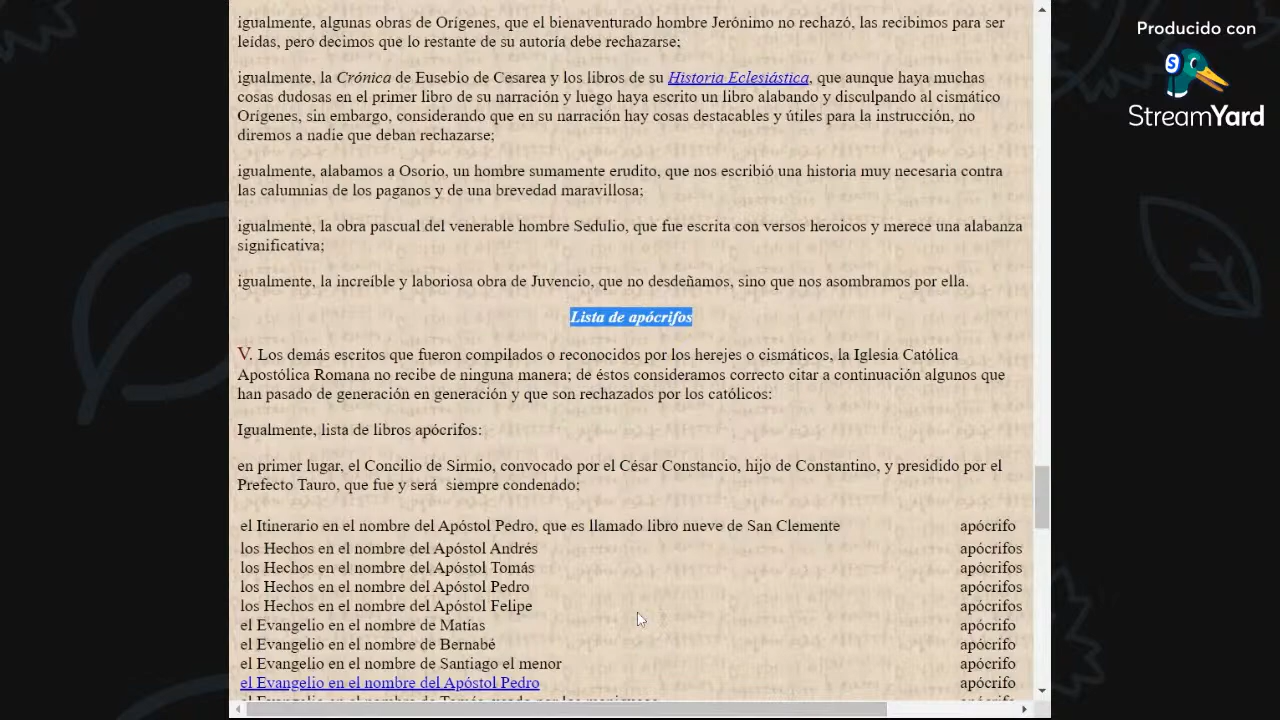 igualmente, algunas obras de Orígenes, que el bienaventurado hombre Jerónimo no rechazó, las recibimos para ser
leídas, pero decimos que lo restante de su autoría debe rechazarse;
igualmente, la Crónica de Eusebio de Cesarea y los libros de su Historia Eclesiástica, que aunque haya muchas
cosas dudosas en el primer libro de su narración y luego haya escrito un libro alabando y disculpando al cismático
Orígenes, sin embargo, considerando que en su narración hay cosas destacables y útiles para la instrucción, no
diremos a nadie que deban rechazarse;
igualmente, alabamos a Osorio, un hombre sumamente erudito, que nos escribió una historia muy necesaria contra
las calumnias de los paganos y de una brevedad maravillosa;
igualmente, la obra pascual del venerable hombre Sedulio, que fue escrita con versos heroicos y merece una alabanza
significativa;
igualmente, la increíble y laboriosa obra de Juvencio, que no desdeñamos, sino que nos asombramos por ella.
Lista de apócrifos
V. Los demás escritos que fueron compilados o reconocidos por los herejes o cismáticos, la Iglesia Católica
Apostólica Romana no recibe de ninguna manera; de éstos consideramos correcto citar a continuación algunos que
han pasado de generación en generación y que son rechazados por los católicos:
Igualmente, lista de libros apócrifos:
en primer lugar, el Concilio de Sirmio, convocado por el César Constancio, hijo de Constantino, y presidido por el
Prefecto Tauro, que fue y será siempre condenado;
el Itinerario en el nombre del Apóstol Pedro, que es llamado libro nueve de San Clemente apócrifo
los Hechos en el nombre del Apóstol Andrés apócrifos
los Hechos en el nombre del Apóstol Tomás apócrifos
los Hechos en el nombre del Apóstol Pedro apócrifos
los Hechos en el nombre del Apóstol Felipe apócrifos
el Evangelio en el nombre de Matías apócrifo
el Evangelio en el nombre de Bernabé apócrifo
el Evangelio en el nombre de Santiago el menor apócrifo
el Evangelio en el nombre del Apóstol Pedro apócrifo
Producido con
StreamYard